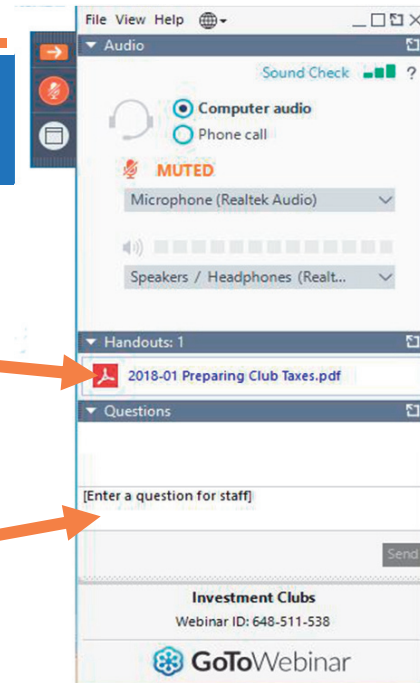 File View Help
Audio
Sound Check ?
Computer audio
Phone call
MUTED
Microphone (Realtek Audio)
Speakers / Headphones (Realt...
Handouts: 1
2018-01 Preparing Club Taxes.pdf
Questions
[Enter a question for staff]
Send
Investment Clubs
Webinar ID: 648-511-538
GoToWebinar